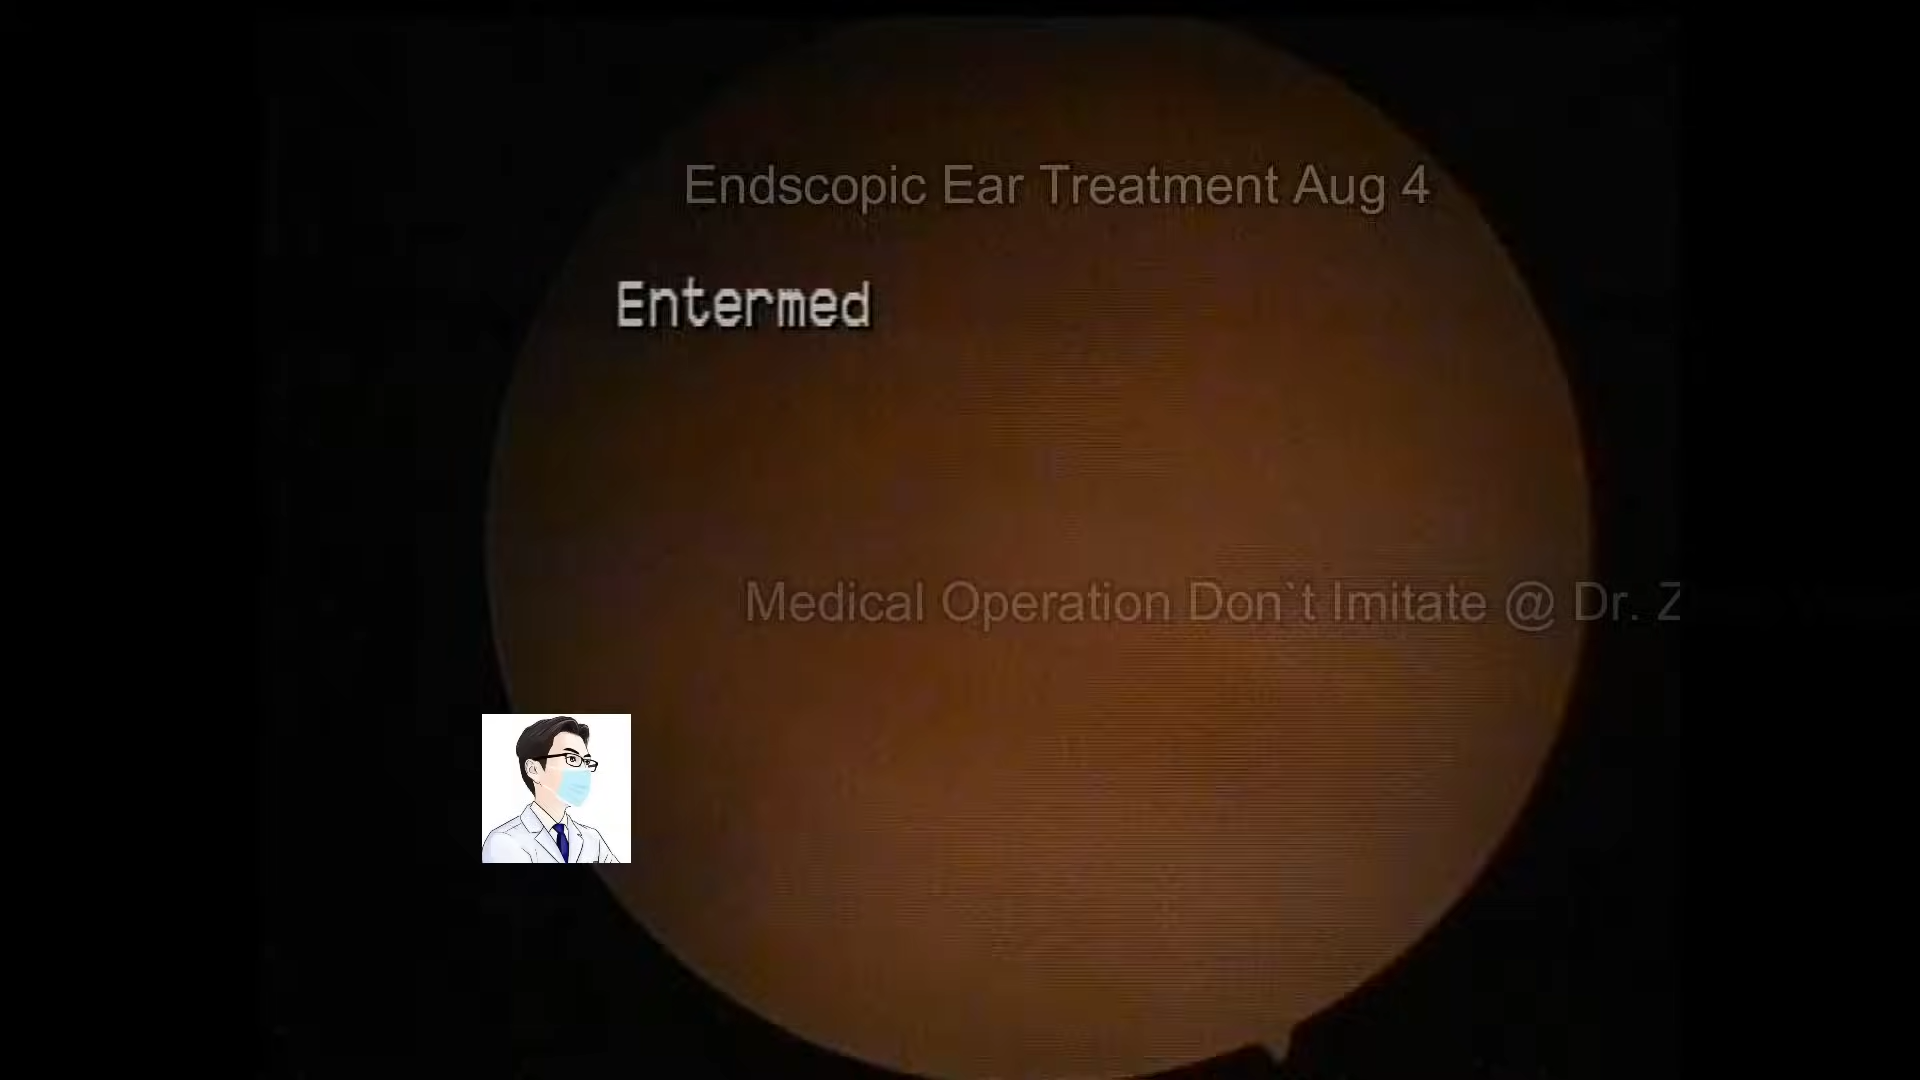 Endscopic Ear Treatment Aug 4
Entermed
Medical Operation Don`t Imitate @ Dr. Z